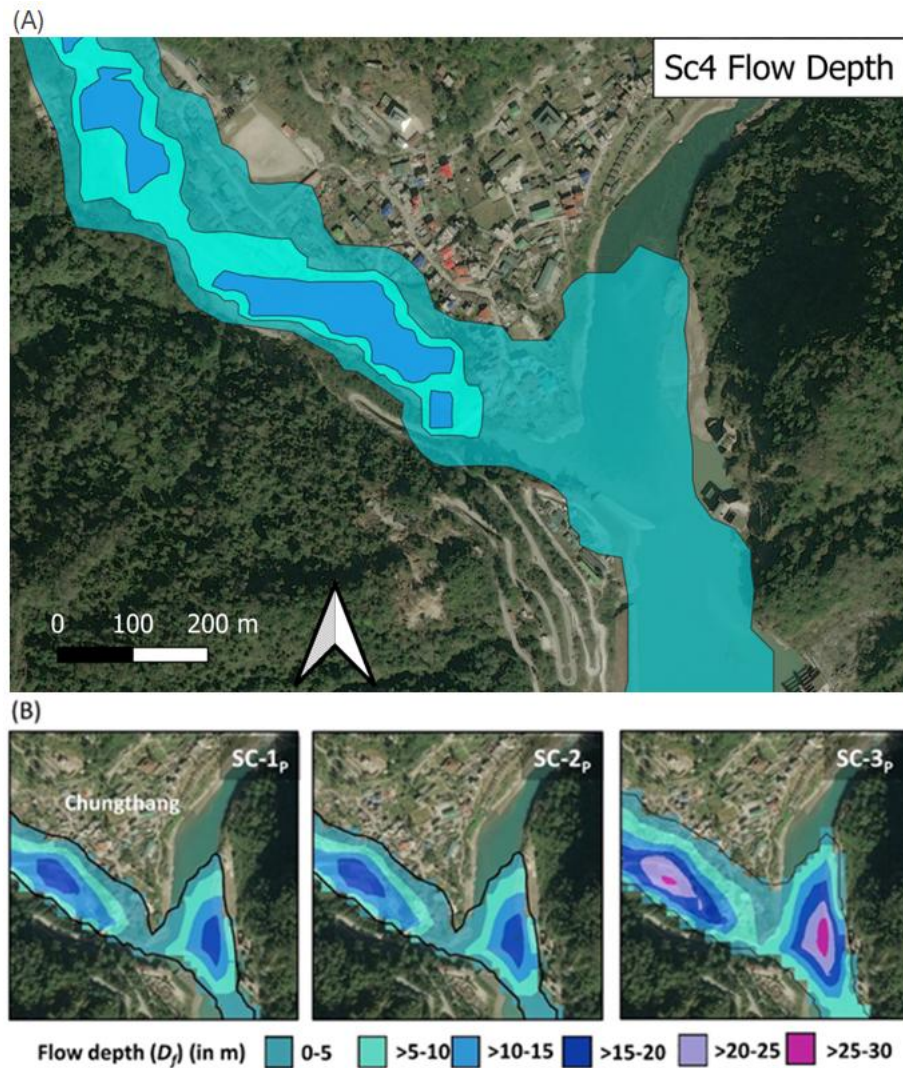 (A)
Sc4 Flow Depth
0 100 200 m
(B)
SC-1P SC-2P SC-3P
Chungthang
Flow depth (Df) (in m) 0-5 >5-10 >10-15 >15-20 >20-25 >25-30